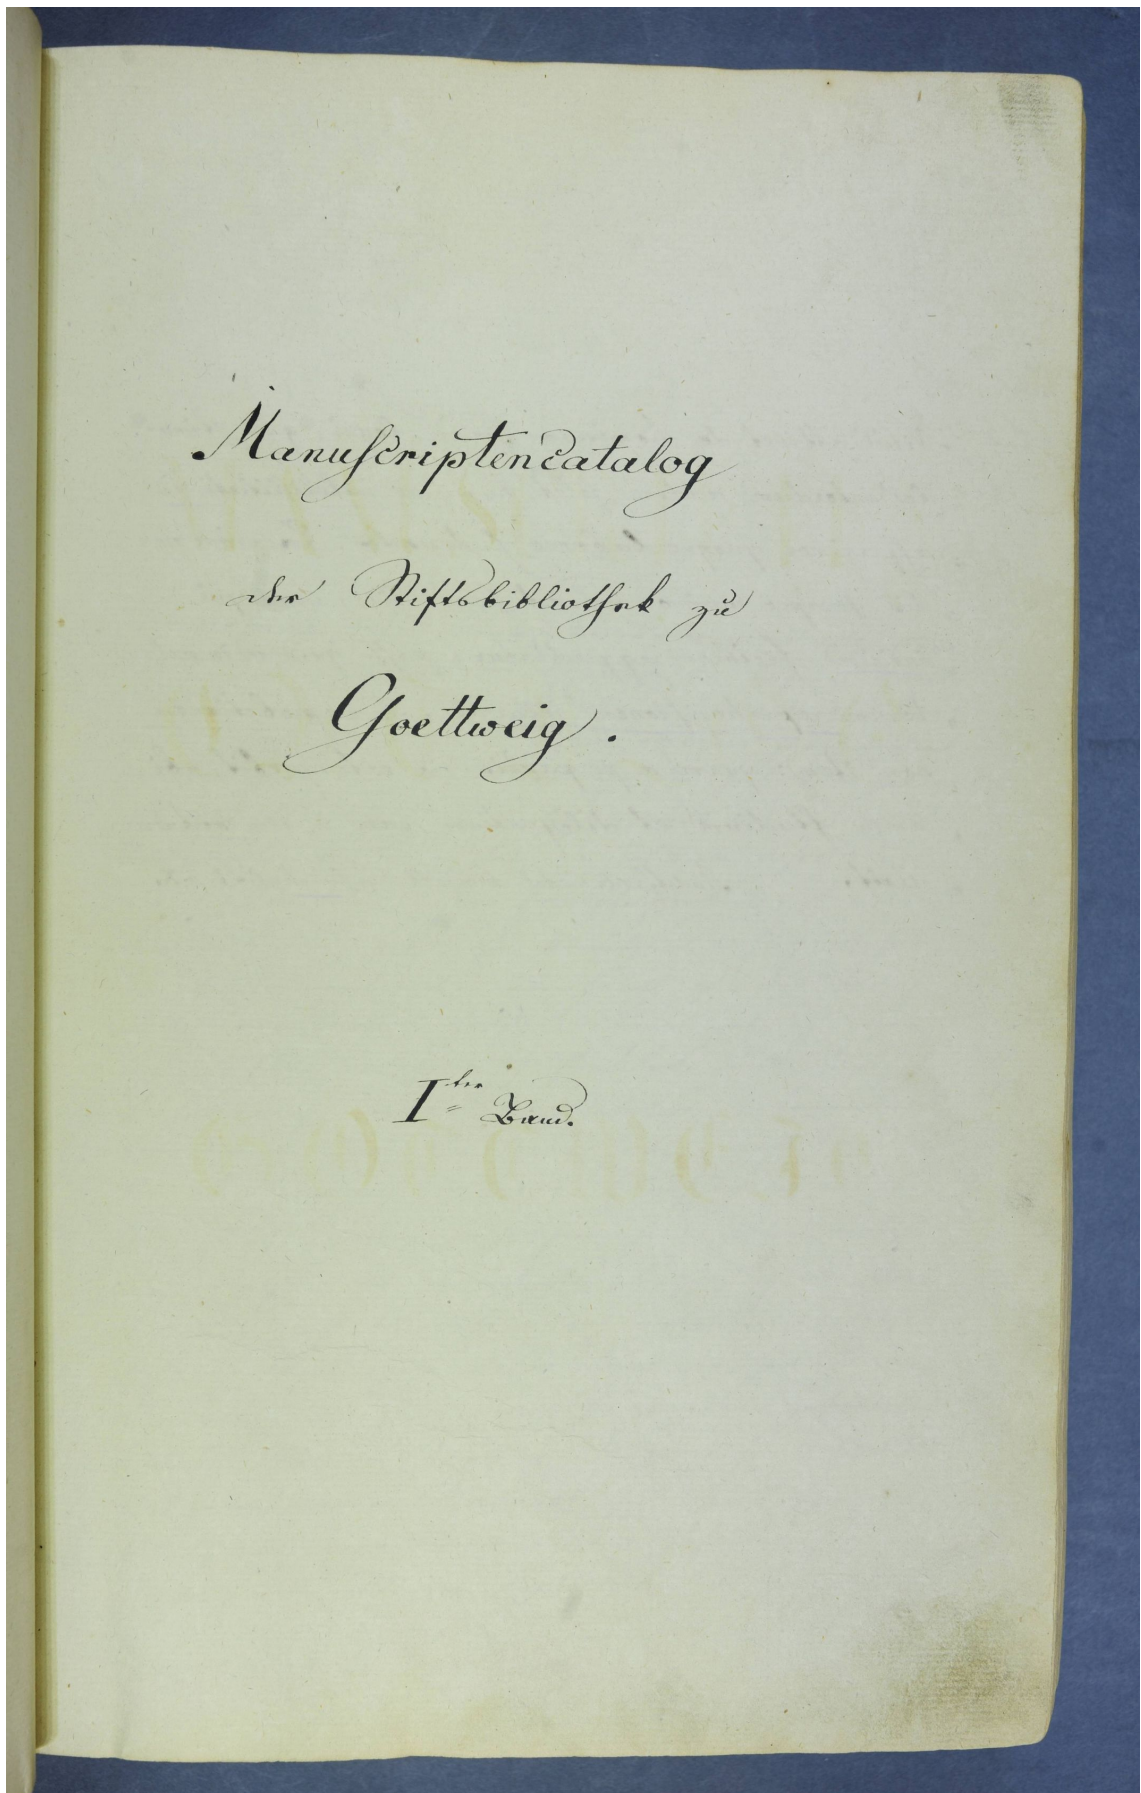 Manuscriptencatalog
der Stiftsbibliothek zu
Goettweig.
Iter Band.